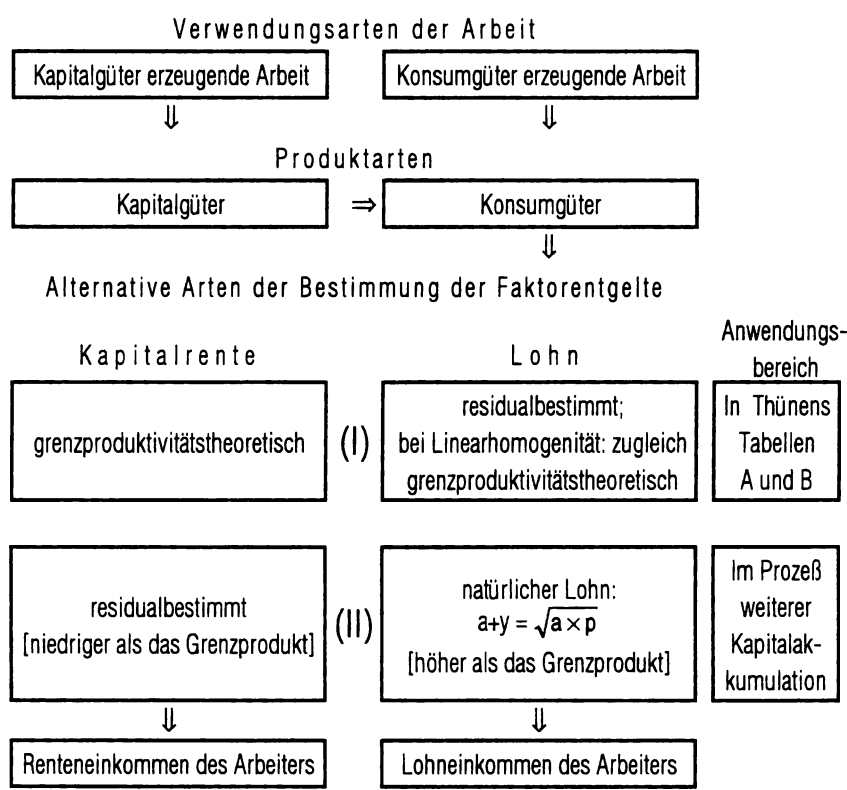 Verwendungsarten der Arbeit
Kapitalgüter erzeugende Arbeit
Konsumgüter erzeugende Arbeit
⇓ ⇓
Produktarten
Kapitalgüter ⇒ Konsumgüter
⇓
Alternative Arten der Bestimmung der Faktorentgelte
Kapitalrente
Lohn
Anwendungs-
bereich
grenzproduktivitätstheoretisch
(I)
residualbestimmt;
bei Linearhomogenität: zugleich
grenzproduktivitätstheoretisch
In Thünens
Tabellen
A und B
residualbestimmt
[niedriger als das Grenzprodukt]
(II)
natürlicher Lohn:
a+y = √a × p
[höher als das Grenzprodukt]
Im Prozeß
weiterer
Kapitalak-
kumulation
⇓ ⇓
Renteneinkommen des Arbeiters
Lohneinkommen des Arbeiters